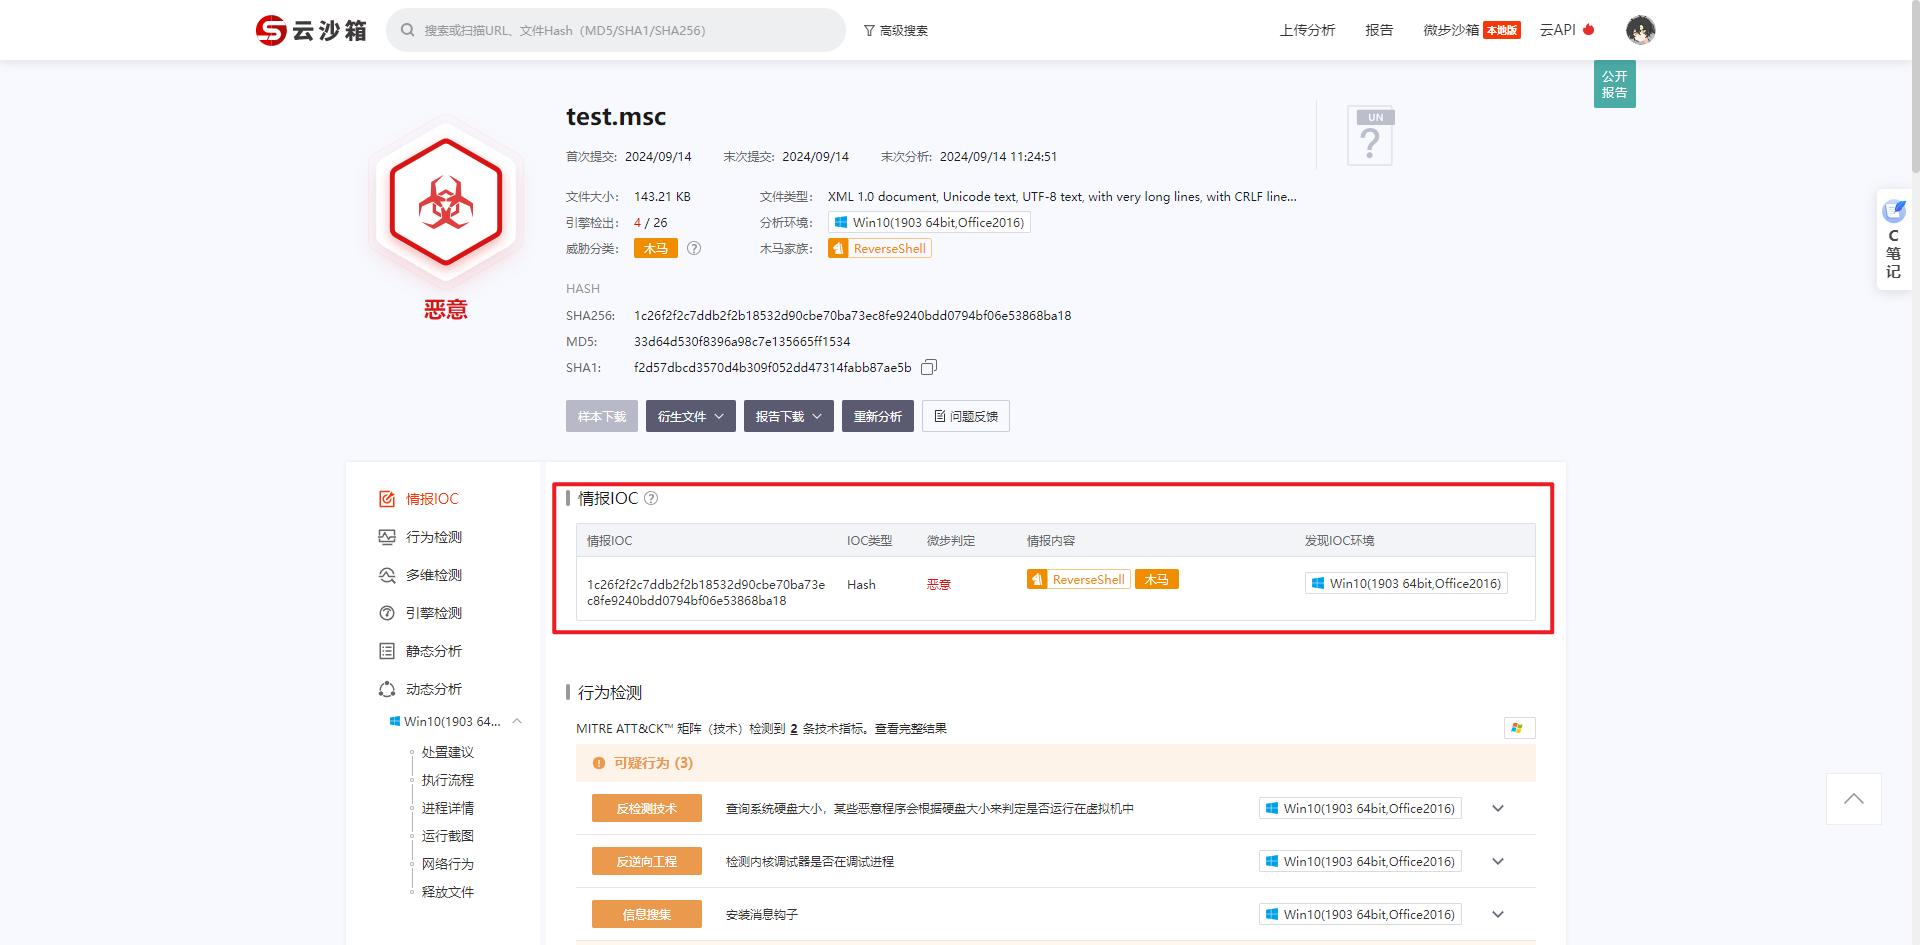 云沙箱
搜索或扫描URL、文件Hash（MD5/SHA1/SHA256）
高级搜索
上传分析
报告
微步沙箱 本地版
云API
公开
报告
test.msc
首次提交: 2024/09/14 末次提交: 2024/09/14 末次分析: 2024/09/14 11:24:51
UN
?
文件大小: 143.21 KB 文件类型: XML 1.0 document, Unicode text, UTF-8 text, with very long lines, with CRLF line...
引擎检出: 4 / 26 分析环境: Win10(1903 64bit,Office2016)
威胁分类: 木马 ? 木马家族: ReverseShell
恶意
HASH
SHA256: 1c26f2f2c7ddb2f2b18532d90cbe70ba73ec8fe9240bdd0794bf06e53868ba18
MD5: 33d64d530f8396a98c7e135665ff1534
SHA1: f2d57dbcd3570d4b309f052dd47314fabb87ae5b
样本下载 衍生文件 报告下载 重新分析 问题反馈
C
笔
记
情报IOC
行为检测
多维检测
引擎检测
静态分析
动态分析
Win10(1903 64...
处置建议
执行流程
进程详情
运行截图
网络行为
释放文件
情报IOC ?
情报IOC IOC类型 微步判定 情报内容 发现IOC环境
1c26f2f2c7ddb2f2b18532d90cbe70ba73e
c8fe9240bdd0794bf06e53868ba18
Hash 恶意 ReverseShell 木马 Win10(1903 64bit,Office2016)
行为检测
MITRE ATT&CK™ 矩阵（技术）检测到 2 条技术指标。查看完整结果
可疑行为 (3)
反检测技术 查询系统硬盘大小，某些恶意程序会根据硬盘大小来判定是否运行在虚拟机中 Win10(1903 64bit,Office2016)
反逆向工程 检测内核调试器是否在调试进程 Win10(1903 64bit,Office2016)
信息搜集 安装消息钩子 Win10(1903 64bit,Office2016)